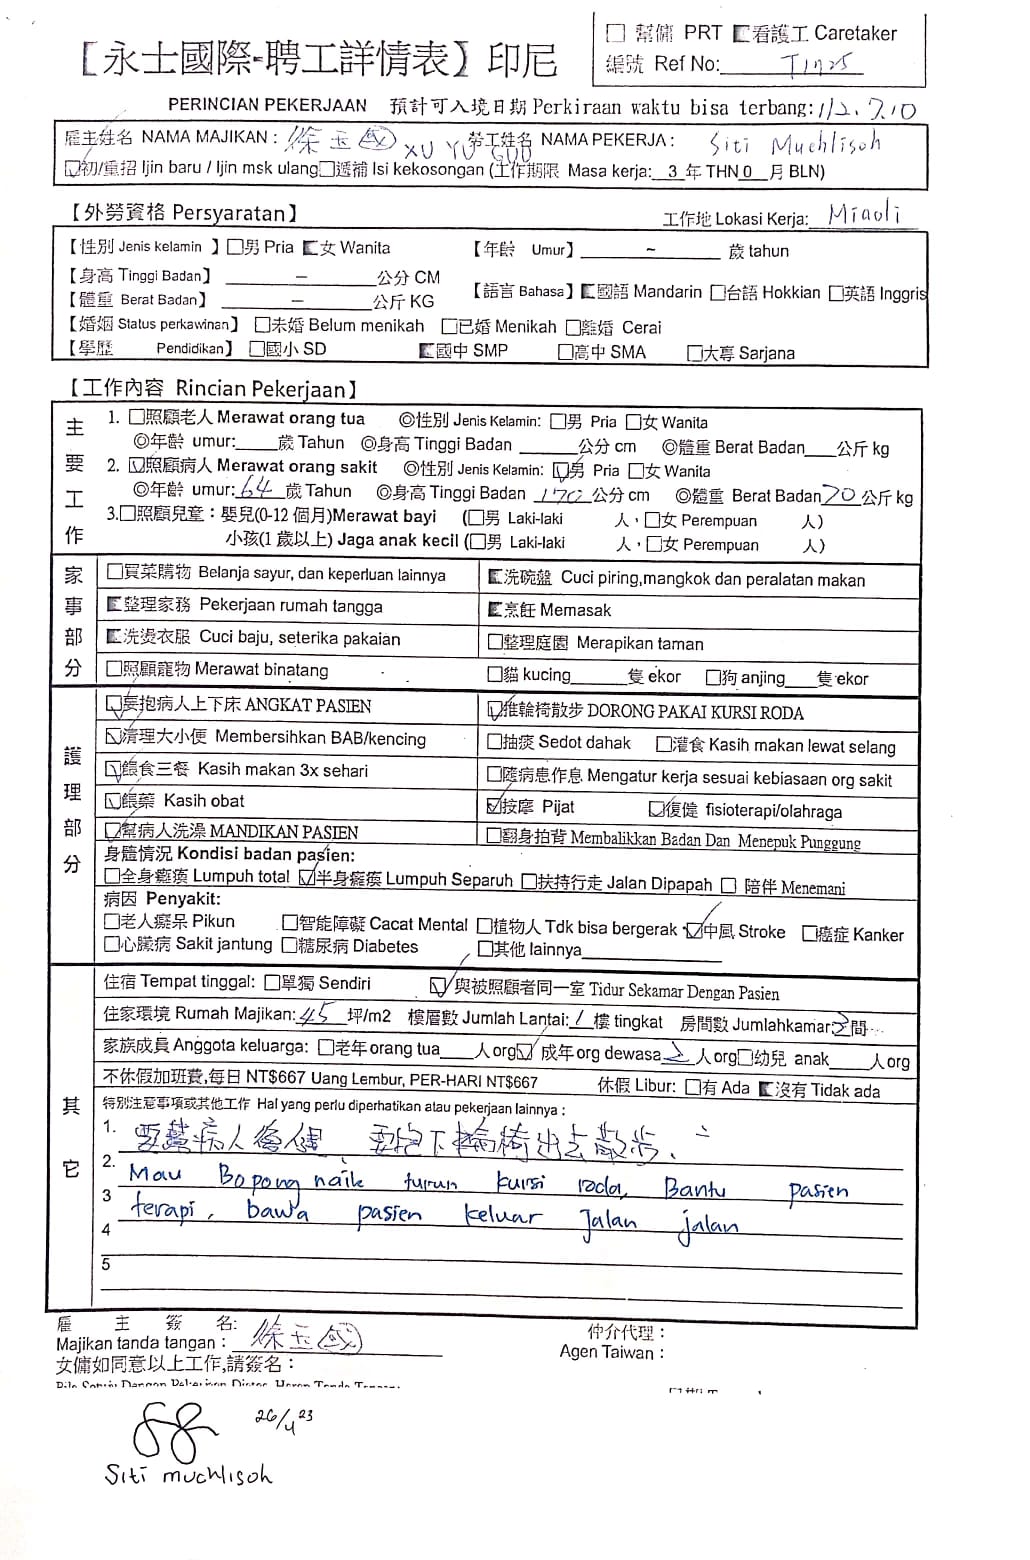 【永士國際-聘工詳情表】印尼
□ 幫傭 PRT ■看護工 Caretaker
編號 Ref No:
PERINCIAN PEKERJAAN 預計可入境日期 Perkiraan waktu bisa terbang: 112.7.10
雇主姓名 NAMA MAJIKAN : 徐玉國 XU YU GUO 勞工姓名 NAMA PEKERJA : Siti Muchlisoh
☑初/重招 Ijin baru / Ijin msk ulang□遞補 Isi kekosongan (工作期限 Masa kerja: 3 年 THN 0 月 BLN)
【外勞資格 Persyaratan】 工作地 Lokasi Kerja: Miaoli
【性別 Jenis kelamin 】□男 Pria ■女 Wanita 【年齡 Umur】 ~ 歲 tahun
【身高 Tinggi Badan】 – 公分 CM
【體重 Berat Badan】 – 公斤 KG 【語言 Bahasa】■國語 Mandarin □台語 Hokkian □英語 Inggris
【婚姻 Status perkawinan】 □未婚 Belum menikah □已婚 Menikah □離婚 Cerai
【學歷 Pendidikan】 □國小 SD ■國中 SMP □高中 SMA □大專 Sarjana
【工作內容 Rincian Pekerjaan】
主要工作
1. □照顧老人 Merawat orang tua ◎性別 Jenis Kelamin: □男 Pria □女 Wanita
◎年齡 umur: 歲 Tahun ◎身高 Tinggi Badan 公分 cm ◎體重 Berat Badan 公斤 kg
2. ☑照顧病人 Merawat orang sakit ◎性別 Jenis Kelamin: ☑男 Pria □女 Wanita
◎年齡 umur: 64 歲 Tahun ◎身高 Tinggi Badan 170 公分 cm ◎體重 Berat Badan 70 公斤 kg
3.□照顧兒童：嬰兒(0-12 個月)Merawat bayi (□男 Laki-laki 人，□女 Perempuan 人)
小孩(1 歲以上) Jaga anak kecil (□男 Laki-laki 人，□女 Perempuan 人)
家事部分
□買菜購物 Belanja sayur, dan keperluan lainnya ■洗碗盤 Cuci piring,mangkok dan peralatan makan
■整理家務 Pekerjaan rumah tangga ■烹飪 Memasak
■洗燙衣服 Cuci baju, seterika pakaian □整理庭園 Merapikan taman
□照顧寵物 Merawat binatang □貓 kucing 隻 ekor □狗 anjing 隻 ekor
護理部分
☑要抱病人上下床 ANGKAT PASIEN ☑推輪椅散步 DORONG PAKAI KURSI RODA
☑清理大小便 Membersihkan BAB/kencing □抽痰 Sedot dahak □灌食 Kasih makan lewat selang
☑餵食三餐 Kasih makan 3x sehari □陪病患作息 Mengatur kerja sesuai kebiasaan org sakit
☑餵藥 Kasih obat ☑按摩 Pijat ☑復健 fisioterapi/olahraga
☑幫病人洗澡 MANDIKAN PASIEN □翻身拍背 Membalikkan Badan Dan Menepuk Punggung
身體情況 Kondisi badan pasien:
□全身癱瘓 Lumpuh total ☑半身癱瘓 Lumpuh Separuh □扶持行走 Jalan Dipapah □ 陪伴 Menemani
病因 Penyakit:
□老人癡呆 Pikun □智能障礙 Cacat Mental □植物人 Tdk bisa bergerak ☑中風 Stroke □癌症 Kanker
□心臟病 Sakit jantung □糖尿病 Diabetes □其他 lainnya
其它
住宿 Tempat tinggal: □單獨 Sendiri ☑與被照顧者同一室 Tidur Sekamar Dengan Pasien
住家環境 Rumah Majikan: 45 坪/m2 樓層數 Jumlah Lantai: 1 樓 tingkat 房間數 Jumlahkamar: 3 間
家族成員 Anggota keluarga: □老年 orang tua 人 org ☑ 成年 org dewasa 2 人 org□幼兒 anak 人 org
不休假加班費,每日 NT$667 Uang Lembur, PER-HARI NT$667 休假 Libur: □有 Ada ■沒有 Tidak ada
特別注意事項或其他工作 Hal yang perlu diperhatikan atau pekerjaan lainnya :
1. 要幫病人復健、要抱下輪椅出去散步.
2. Mau Bopong naik turun kursi roda, Bantu pasien
3 terapi, bawa pasien keluar jalan jalan
4
5
雇主簽名:
Majikan tanda tangan : 徐玉國 仲介代理：
Agen Taiwan :
女傭如同意以上工作,請簽名：
26/4 23
Siti muchlisoh